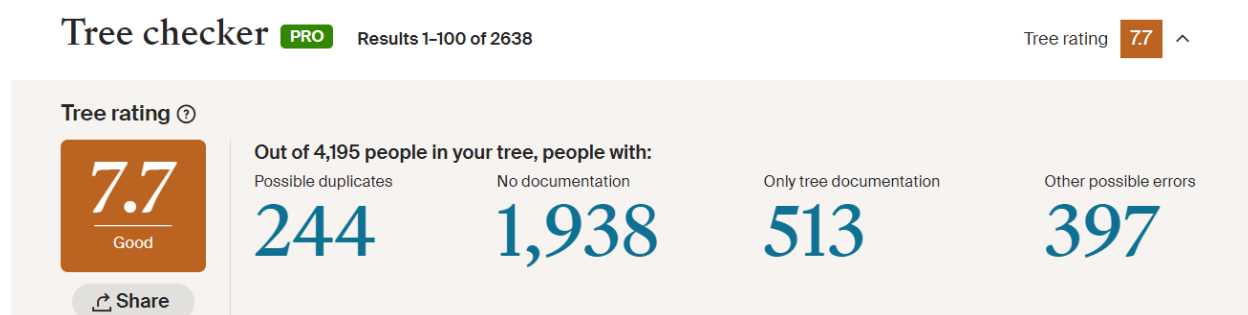 Tree checker PRO Results 1–100 of 2638 Tree rating 7.7
Tree rating ?
7.7
Good
Share
Out of 4,195 people in your tree, people with:
Possible duplicates No documentation Only tree documentation Other possible errors
244 1,938 513 397